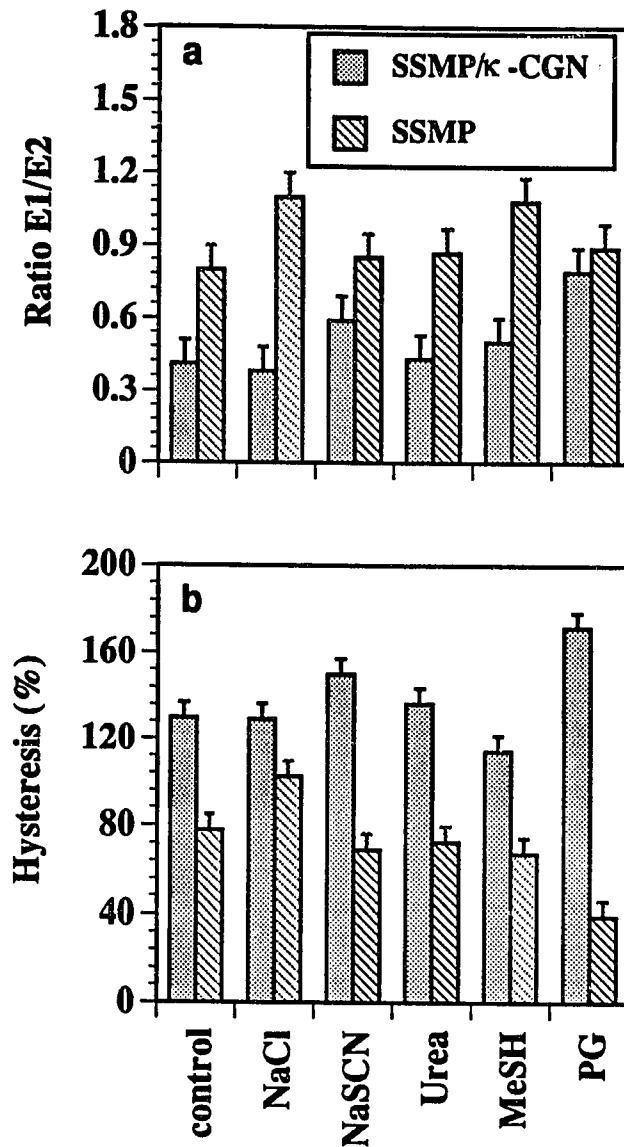 1.8
a
SSMP/κ -CGN
1.5
SSMP
1.2
Ratio E1/E2
0.9
0.6
0.3
0
200
b
160
Hysteresis (%)
120
80
40
0
control
NaCl
NaSCN
Urea
MeSH
PG